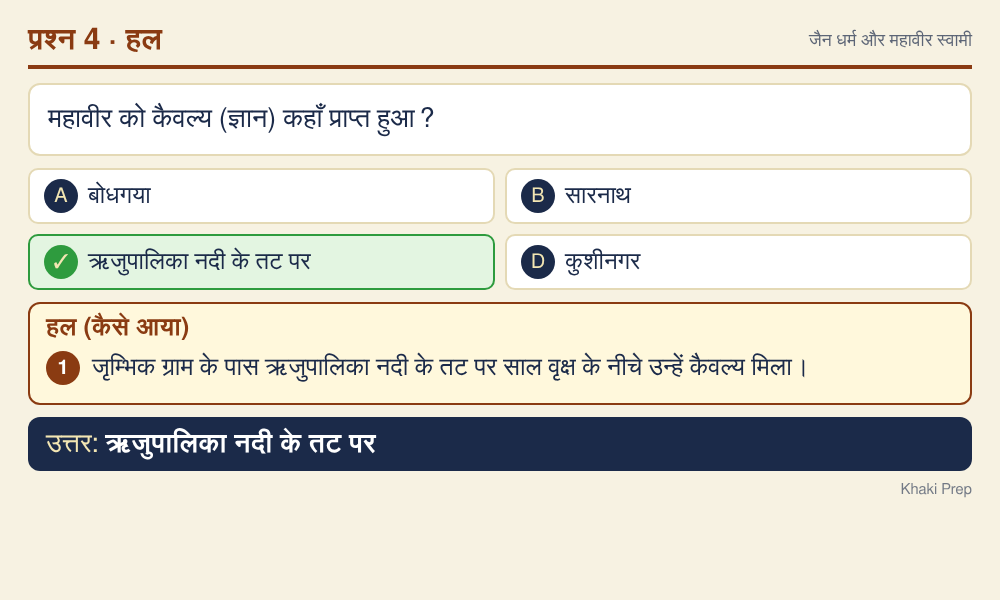 प्रश्न 4 · हल
जैन धर्म और महावीर स्वामी
महावीर को कैवल्य (ज्ञान) कहाँ प्राप्त हुआ ?
A बोधगया
B सारनाथ
✓ ऋजुपालिका नदी के तट पर
D कुशीनगर
हल (कैसे आया)
1 जृम्भिक ग्राम के पास ऋजुपालिका नदी के तट पर साल वृक्ष के नीचे उन्हें कैवल्य मिला।
उत्तर: ऋजुपालिका नदी के तट पर
Khaki Prep